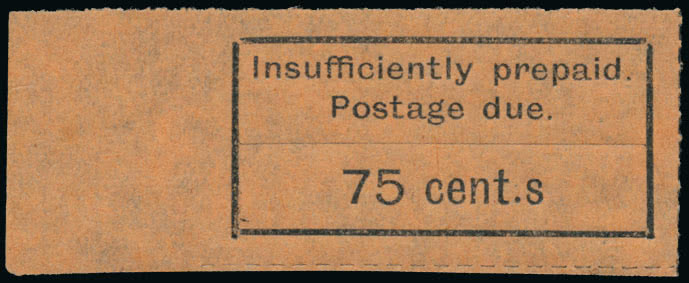 Insufficiently prepaid.
Postage due.
75 cent.s